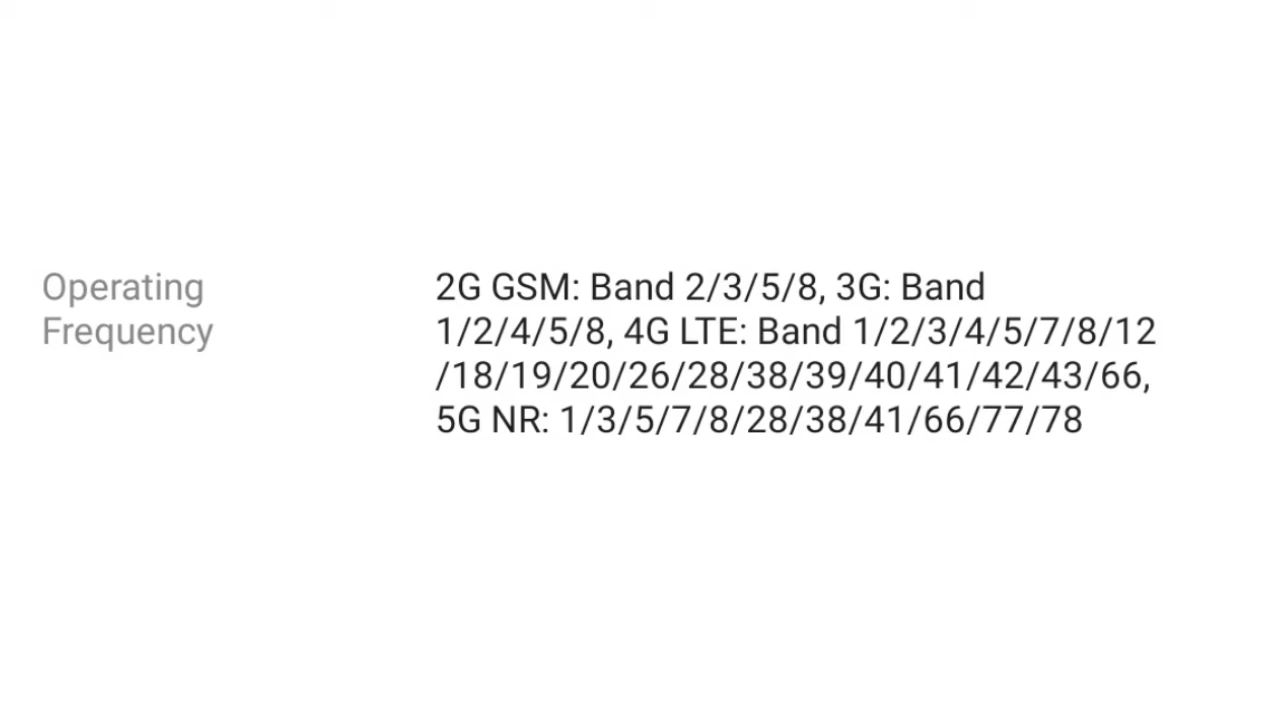 Operating
Frequency
2G GSM: Band 2/3/5/8, 3G: Band
1/2/4/5/8, 4G LTE: Band 1/2/3/4/5/7/8/12
/18/19/20/26/28/38/39/40/41/42/43/66,
5G NR: 1/3/5/7/8/28/38/41/66/77/78